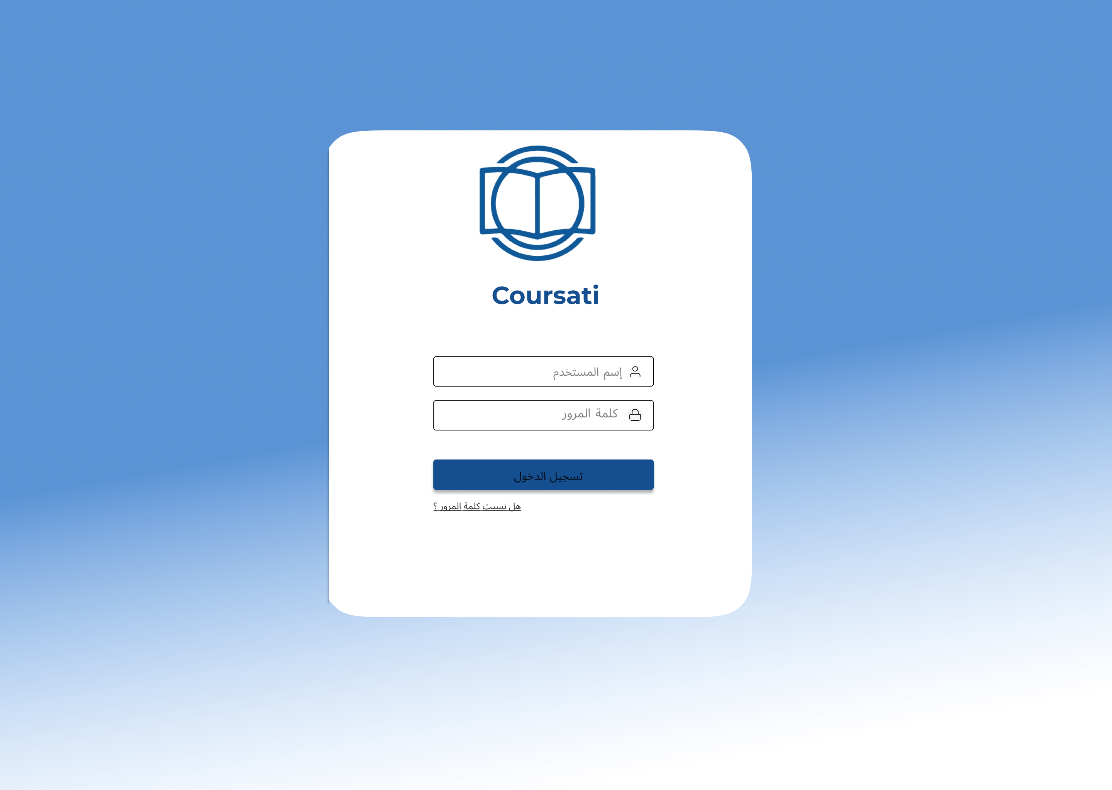 Coursati
إسم المستخدم
كلمة المرور
تسجيل الدخول
هل نسيت كلمة المرور ؟